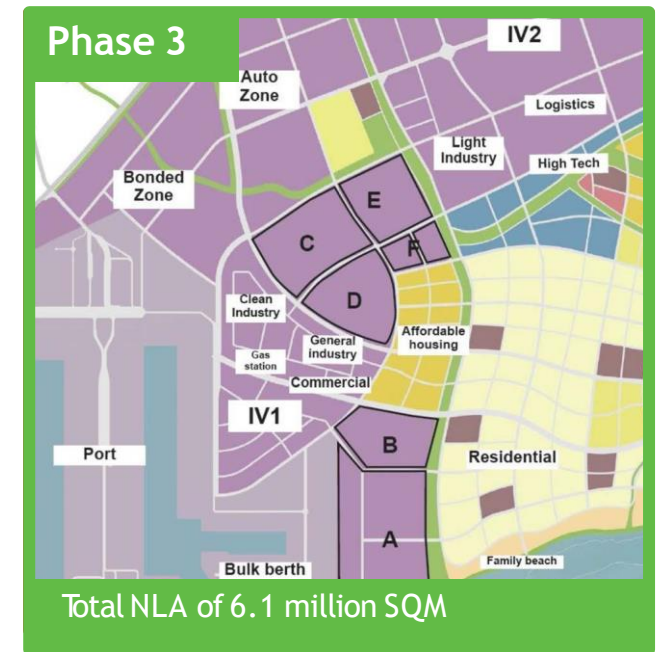 Phase 3
IV2
Auto
Zone
Logistics
Light
Industry
High Tech
Bonded
Zone
E
C
F
D
Clean
Industry
General
industry
Affordable
housing
Gas
station
Commercial
IV1
B
Port
Residential
A
Family beach
Bulk berth
Total NLA of 6.1 million SQM